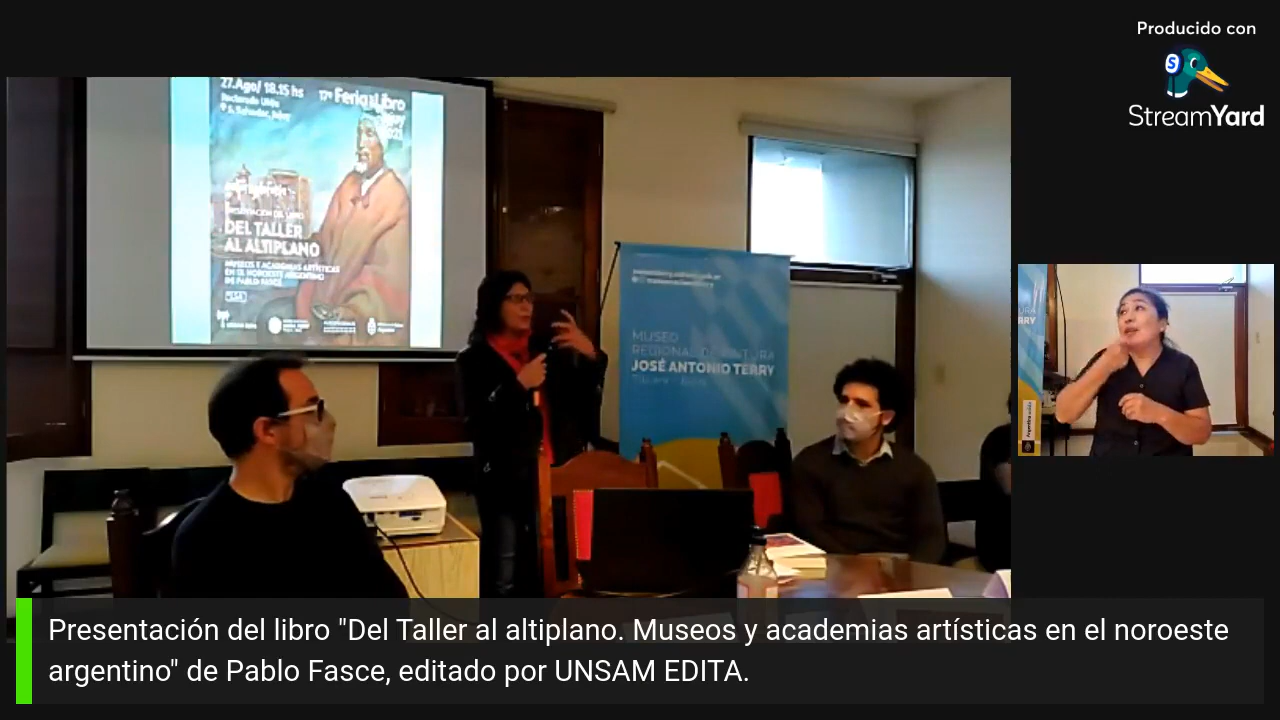 Producido con
StreamYard
27.Ago/ 18.15 hs
17ª Feria Libro
DEL TALLER
AL ALTIPLANO
MUSEOS Y ACADEMIAS ARTÍSTICAS
EN EL NOROESTE ARGENTINO
DE PABLO FASCE
MUSEO
REGIONAL DE PINTURA
JOSÉ ANTONIO TERRY
RRY
Presentación del libro "Del Taller al altiplano. Museos y academias artísticas en el noroeste
argentino" de Pablo Fasce, editado por UNSAM EDITA.